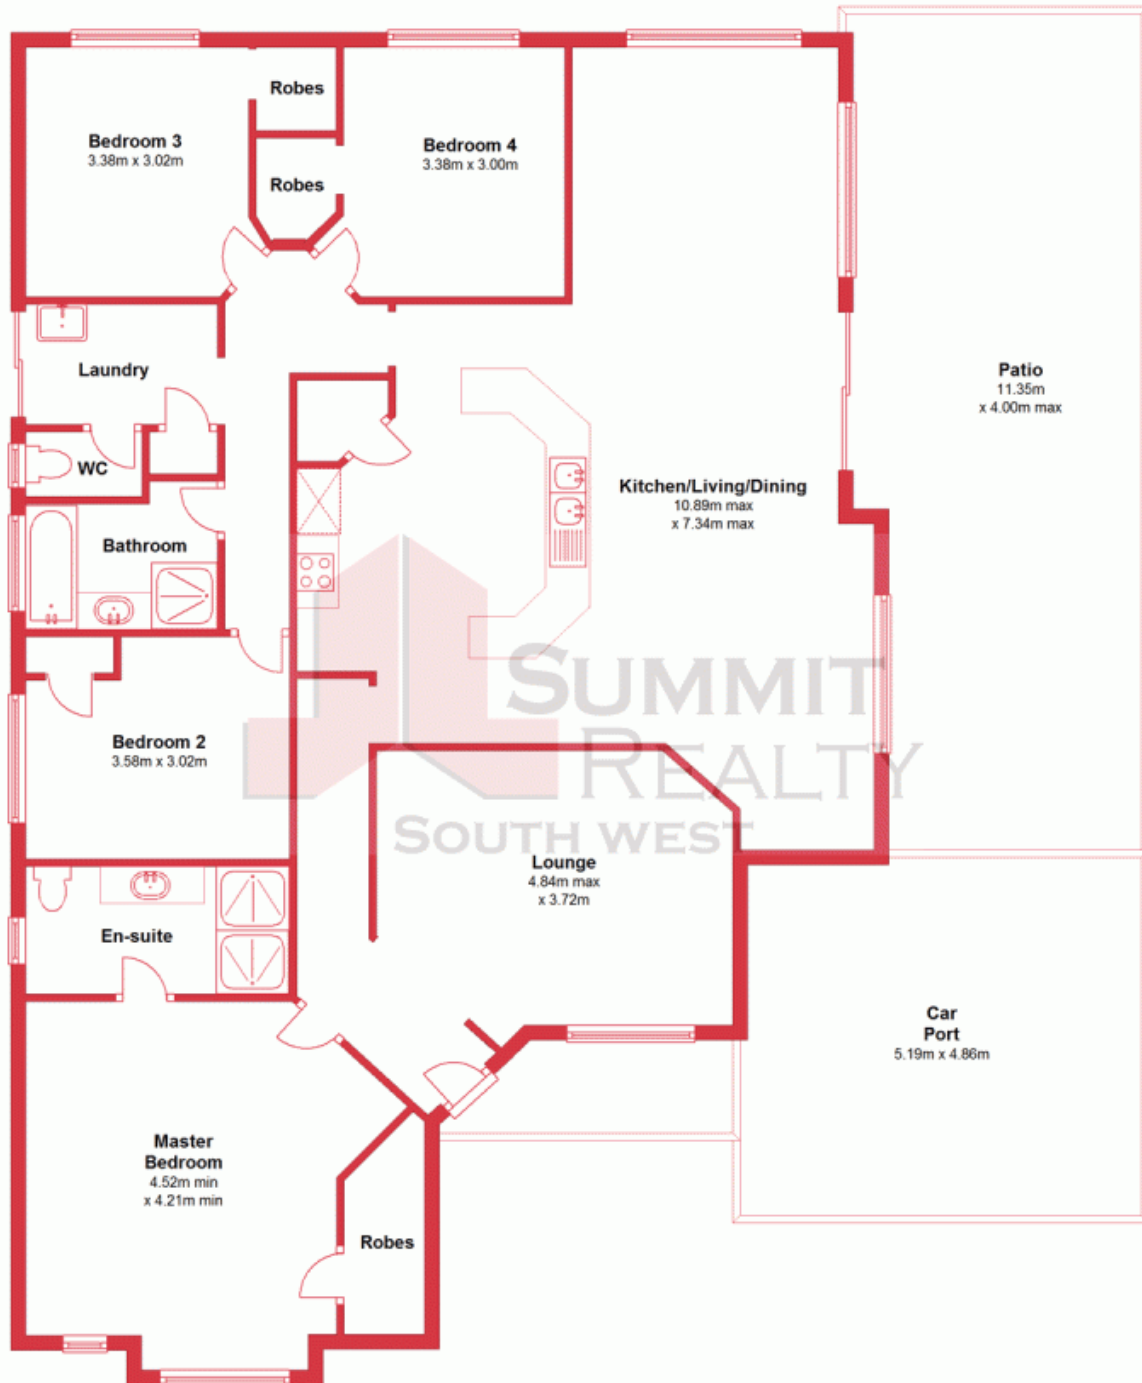 Robes
Bedroom 3
3.38m x 3.02m
Bedroom 4
3.38m x 3.00m
Robes
Laundry
Patio
11.35m
x 4.00m max
WC
Kitchen/Living/Dining
10.89m max
x 7.34m max
Bathroom
SUMMIT
REALTY
SOUTH WEST
Bedroom 2
3.58m x 3.02m
Lounge
4.84m max
x 3.72m
En-suite
Car
Port
5.19m x 4.86m
Master
Bedroom
4.52m min
x 4.21m min
Robes